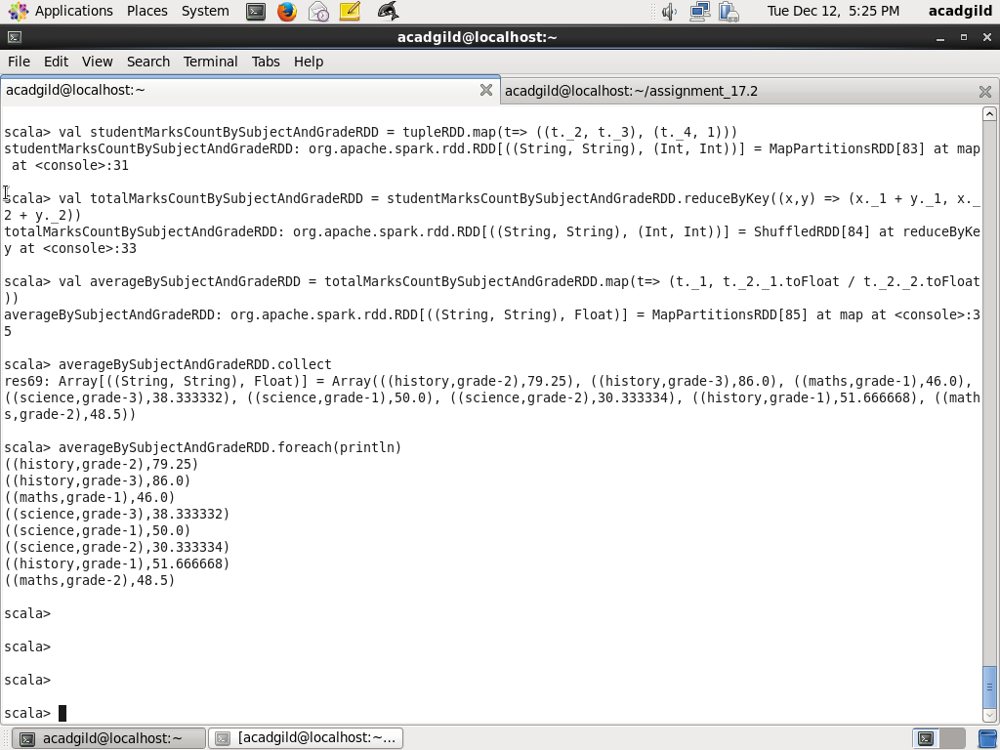 Applications Places System Tue Dec 12, 5:25 PM acadgild
acadgild@localhost:~
File Edit View Search Terminal Tabs Help
acadgild@localhost:~ acadgild@localhost:~/assignment_17.2
scala> val studentMarksCountBySubjectAndGradeRDD = tupleRDD.map(t=> ((t._2, t._3), (t._4, 1)))
studentMarksCountBySubjectAndGradeRDD: org.apache.spark.rdd.RDD[((String, String), (Int, Int))] = MapPartitionsRDD[83] at map
 at <console>:31
scala> val totalMarksCountBySubjectAndGradeRDD = studentMarksCountBySubjectAndGradeRDD.reduceByKey((x,y) => (x._1 + y._1, x._
2 + y._2))
totalMarksCountBySubjectAndGradeRDD: org.apache.spark.rdd.RDD[((String, String), (Int, Int))] = ShuffledRDD[84] at reduceByKe
y at <console>:33
scala> val averageBySubjectAndGradeRDD = totalMarksCountBySubjectAndGradeRDD.map(t=> (t._1, t._2._1.toFloat / t._2._2.toFloat
))
averageBySubjectAndGradeRDD: org.apache.spark.rdd.RDD[((String, String), Float)] = MapPartitionsRDD[85] at map at <console>:3
5
scala> averageBySubjectAndGradeRDD.collect
res69: Array[((String, String), Float)] = Array(((history,grade-2),79.25), ((history,grade-3),86.0), ((maths,grade-1),46.0),
((science,grade-3),38.333332), ((science,grade-1),50.0), ((science,grade-2),30.333334), ((history,grade-1),51.666668), ((math
s,grade-2),48.5))
scala> averageBySubjectAndGradeRDD.foreach(println)
((history,grade-2),79.25)
((history,grade-3),86.0)
((maths,grade-1),46.0)
((science,grade-3),38.333332)
((science,grade-1),50.0)
((science,grade-2),30.333334)
((history,grade-1),51.666668)
((maths,grade-2),48.5)
scala>
scala>
scala>
scala>
acadgild@localhost:~ [acadgild@localhost:~...